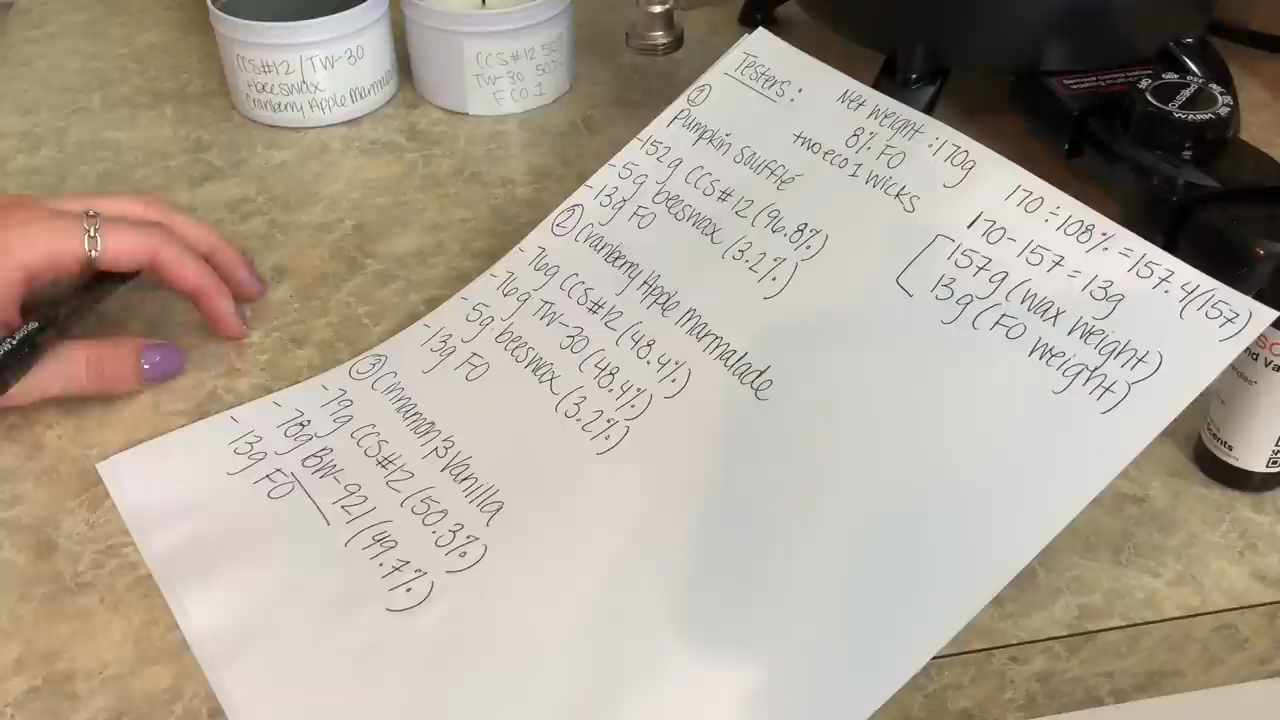 CCS#12/TW-30
+beeswax
Cranberry Apple Marmalade
CCS#12 50%
TW-30 50%
ECO 1
Testers:
Net weight: 170g
8% FO
two eco 1 wicks
① Pumpkin Soufflé
-152g CCS#12 (96.8%)
-5g beeswax (3.2%)
-13g FO
② Cranberry Apple Marmalade
-76g CCS#12 (48.4%)
-76g TW-30 (48.4%)
-5g beeswax (3.2%)
-13g FO
③ Cinnamon & Vanilla
-79g CCS#12 (50.3%)
-78g BW-921 (49.7%)
-13g FO
170÷108%=157.4(157)
170-157=13g
157g (wax weight)
13g (FO weight)
OFF
WARM
PRESTO
Scents